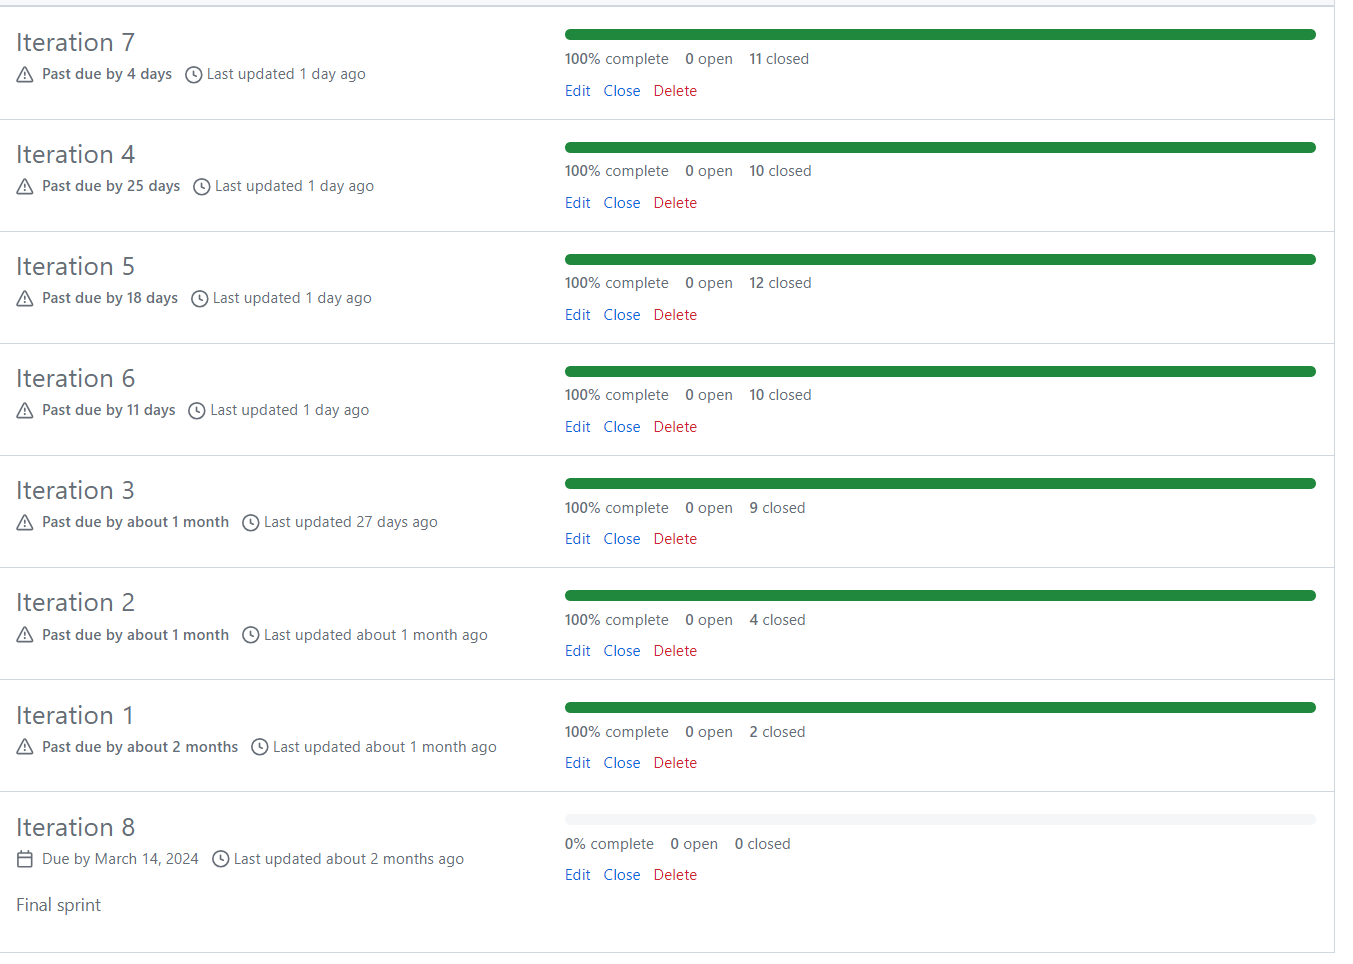 Iteration 7
Past due by 4 days Last updated 1 day ago
100% complete 0 open 11 closed
Edit Close Delete
Iteration 4
Past due by 25 days Last updated 1 day ago
100% complete 0 open 10 closed
Edit Close Delete
Iteration 5
Past due by 18 days Last updated 1 day ago
100% complete 0 open 12 closed
Edit Close Delete
Iteration 6
Past due by 11 days Last updated 1 day ago
100% complete 0 open 10 closed
Edit Close Delete
Iteration 3
Past due by about 1 month Last updated 27 days ago
100% complete 0 open 9 closed
Edit Close Delete
Iteration 2
Past due by about 1 month Last updated about 1 month ago
100% complete 0 open 4 closed
Edit Close Delete
Iteration 1
Past due by about 2 months Last updated about 1 month ago
100% complete 0 open 2 closed
Edit Close Delete
Iteration 8
Due by March 14, 2024 Last updated about 2 months ago
Final sprint
0% complete 0 open 0 closed
Edit Close Delete